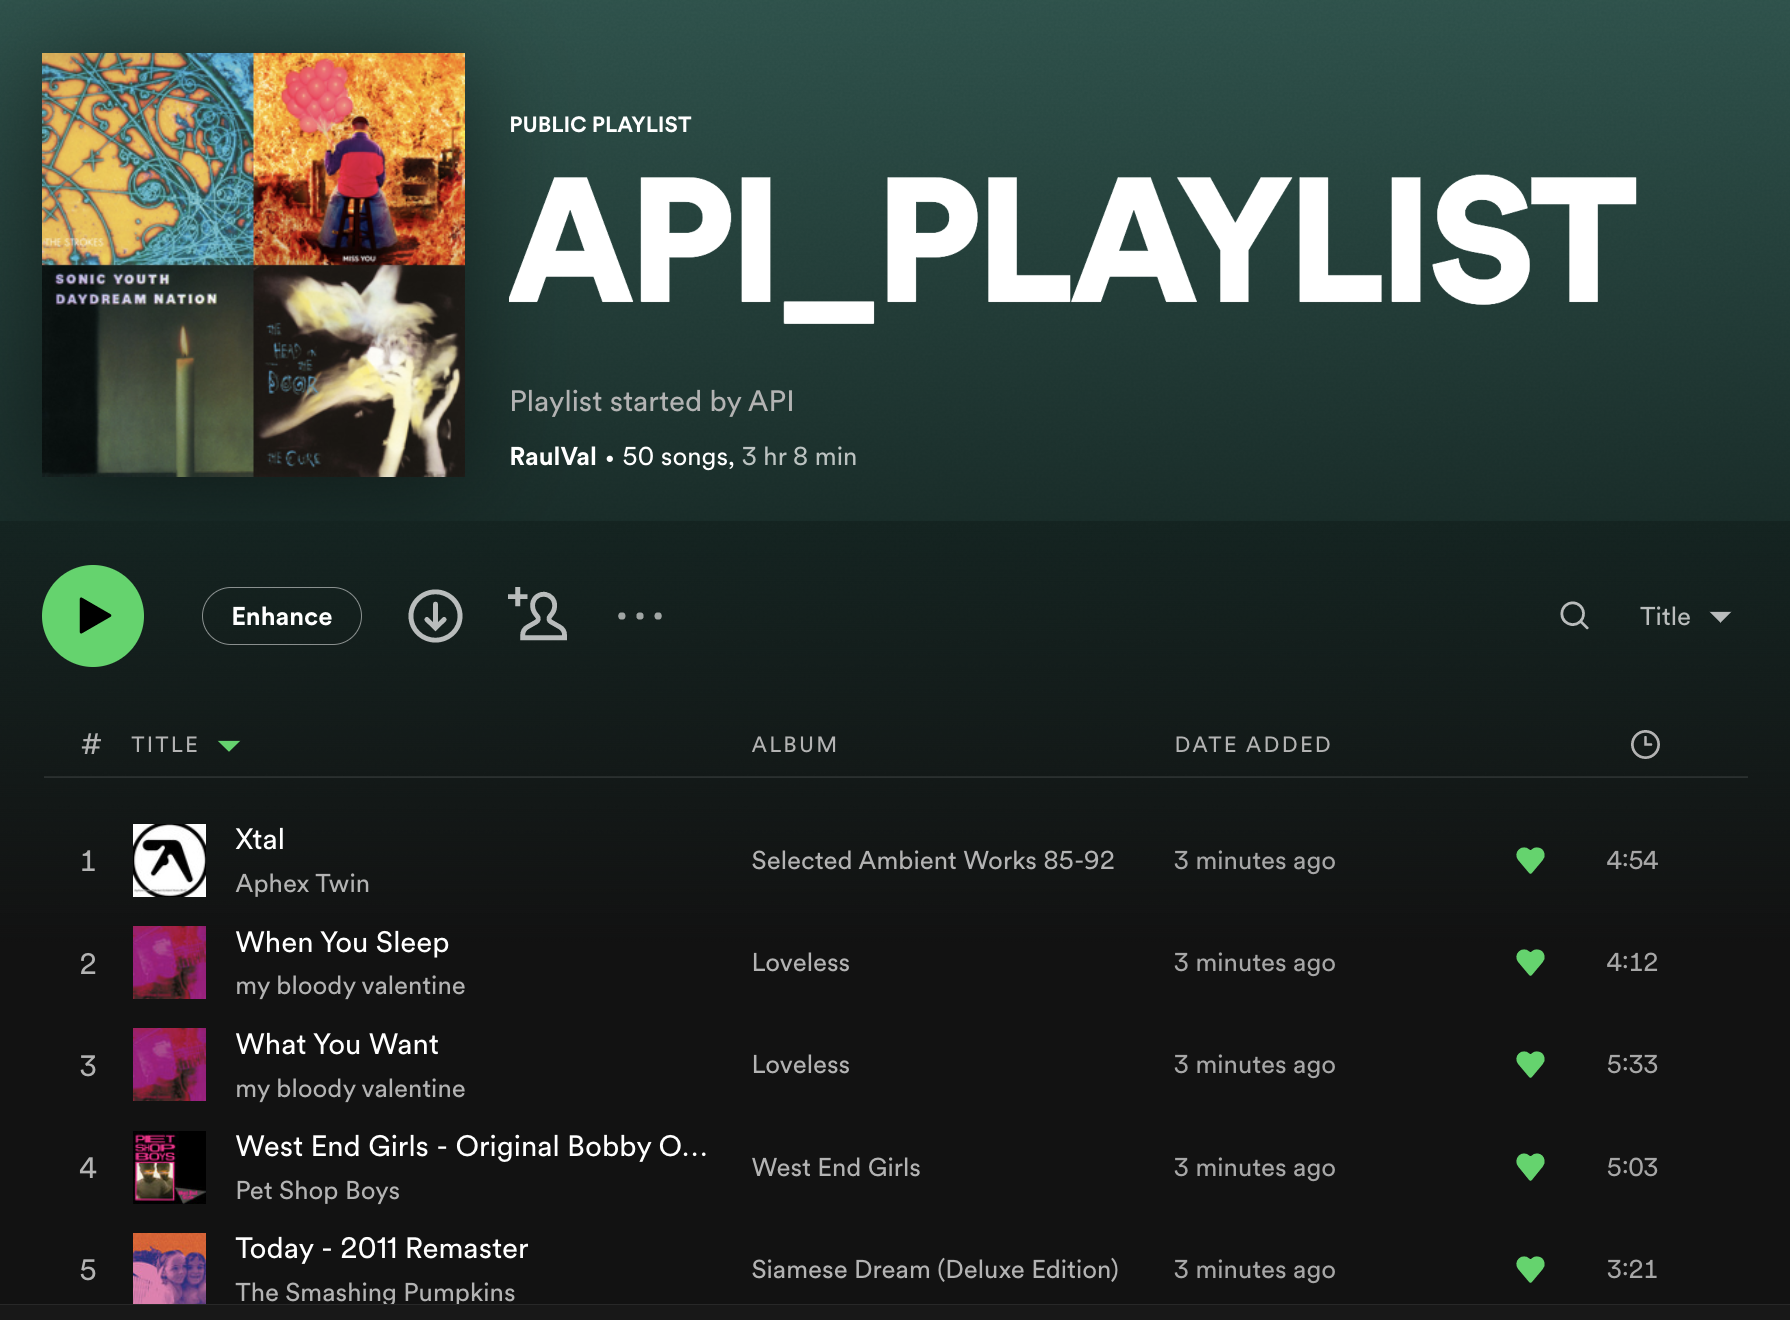 THE STROKES
MISS YOU
SONIC YOUTH
DAYDREAM NATION
THE
HEAD ON
THE
DOOR
THE CURE
PUBLIC PLAYLIST
API_PLAYLIST
Playlist started by API
RaulVal • 50 songs, 3 hr 8 min
Enhance
Title
# TITLE ALBUM DATE ADDED
1 Xtal
Aphex Twin
Selected Ambient Works 85-92 3 minutes ago 4:54
2 When You Sleep
my bloody valentine
Loveless 3 minutes ago 4:12
3 What You Want
my bloody valentine
Loveless 3 minutes ago 5:33
PET
SHOP
BOYS
4 West End Girls - Original Bobby O...
Pet Shop Boys
West End Girls 3 minutes ago 5:03
5 Today - 2011 Remaster
The Smashing Pumpkins
Siamese Dream (Deluxe Edition) 3 minutes ago 3:21